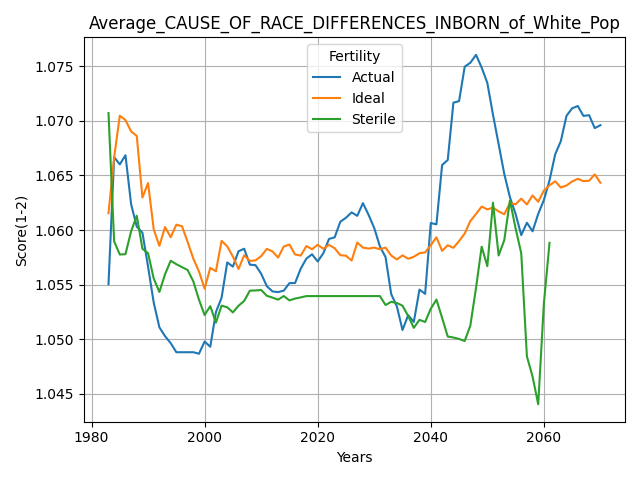 Average_CAUSE_OF_RACE_DIFFERENCES_INBORN_of_White_Pop
Fertility
Actual
Ideal
Sterile
Score(1-2)
1.075
1.070
1.065
1.060
1.055
1.050
1.045
1980
2000
2020
2040
2060
Years